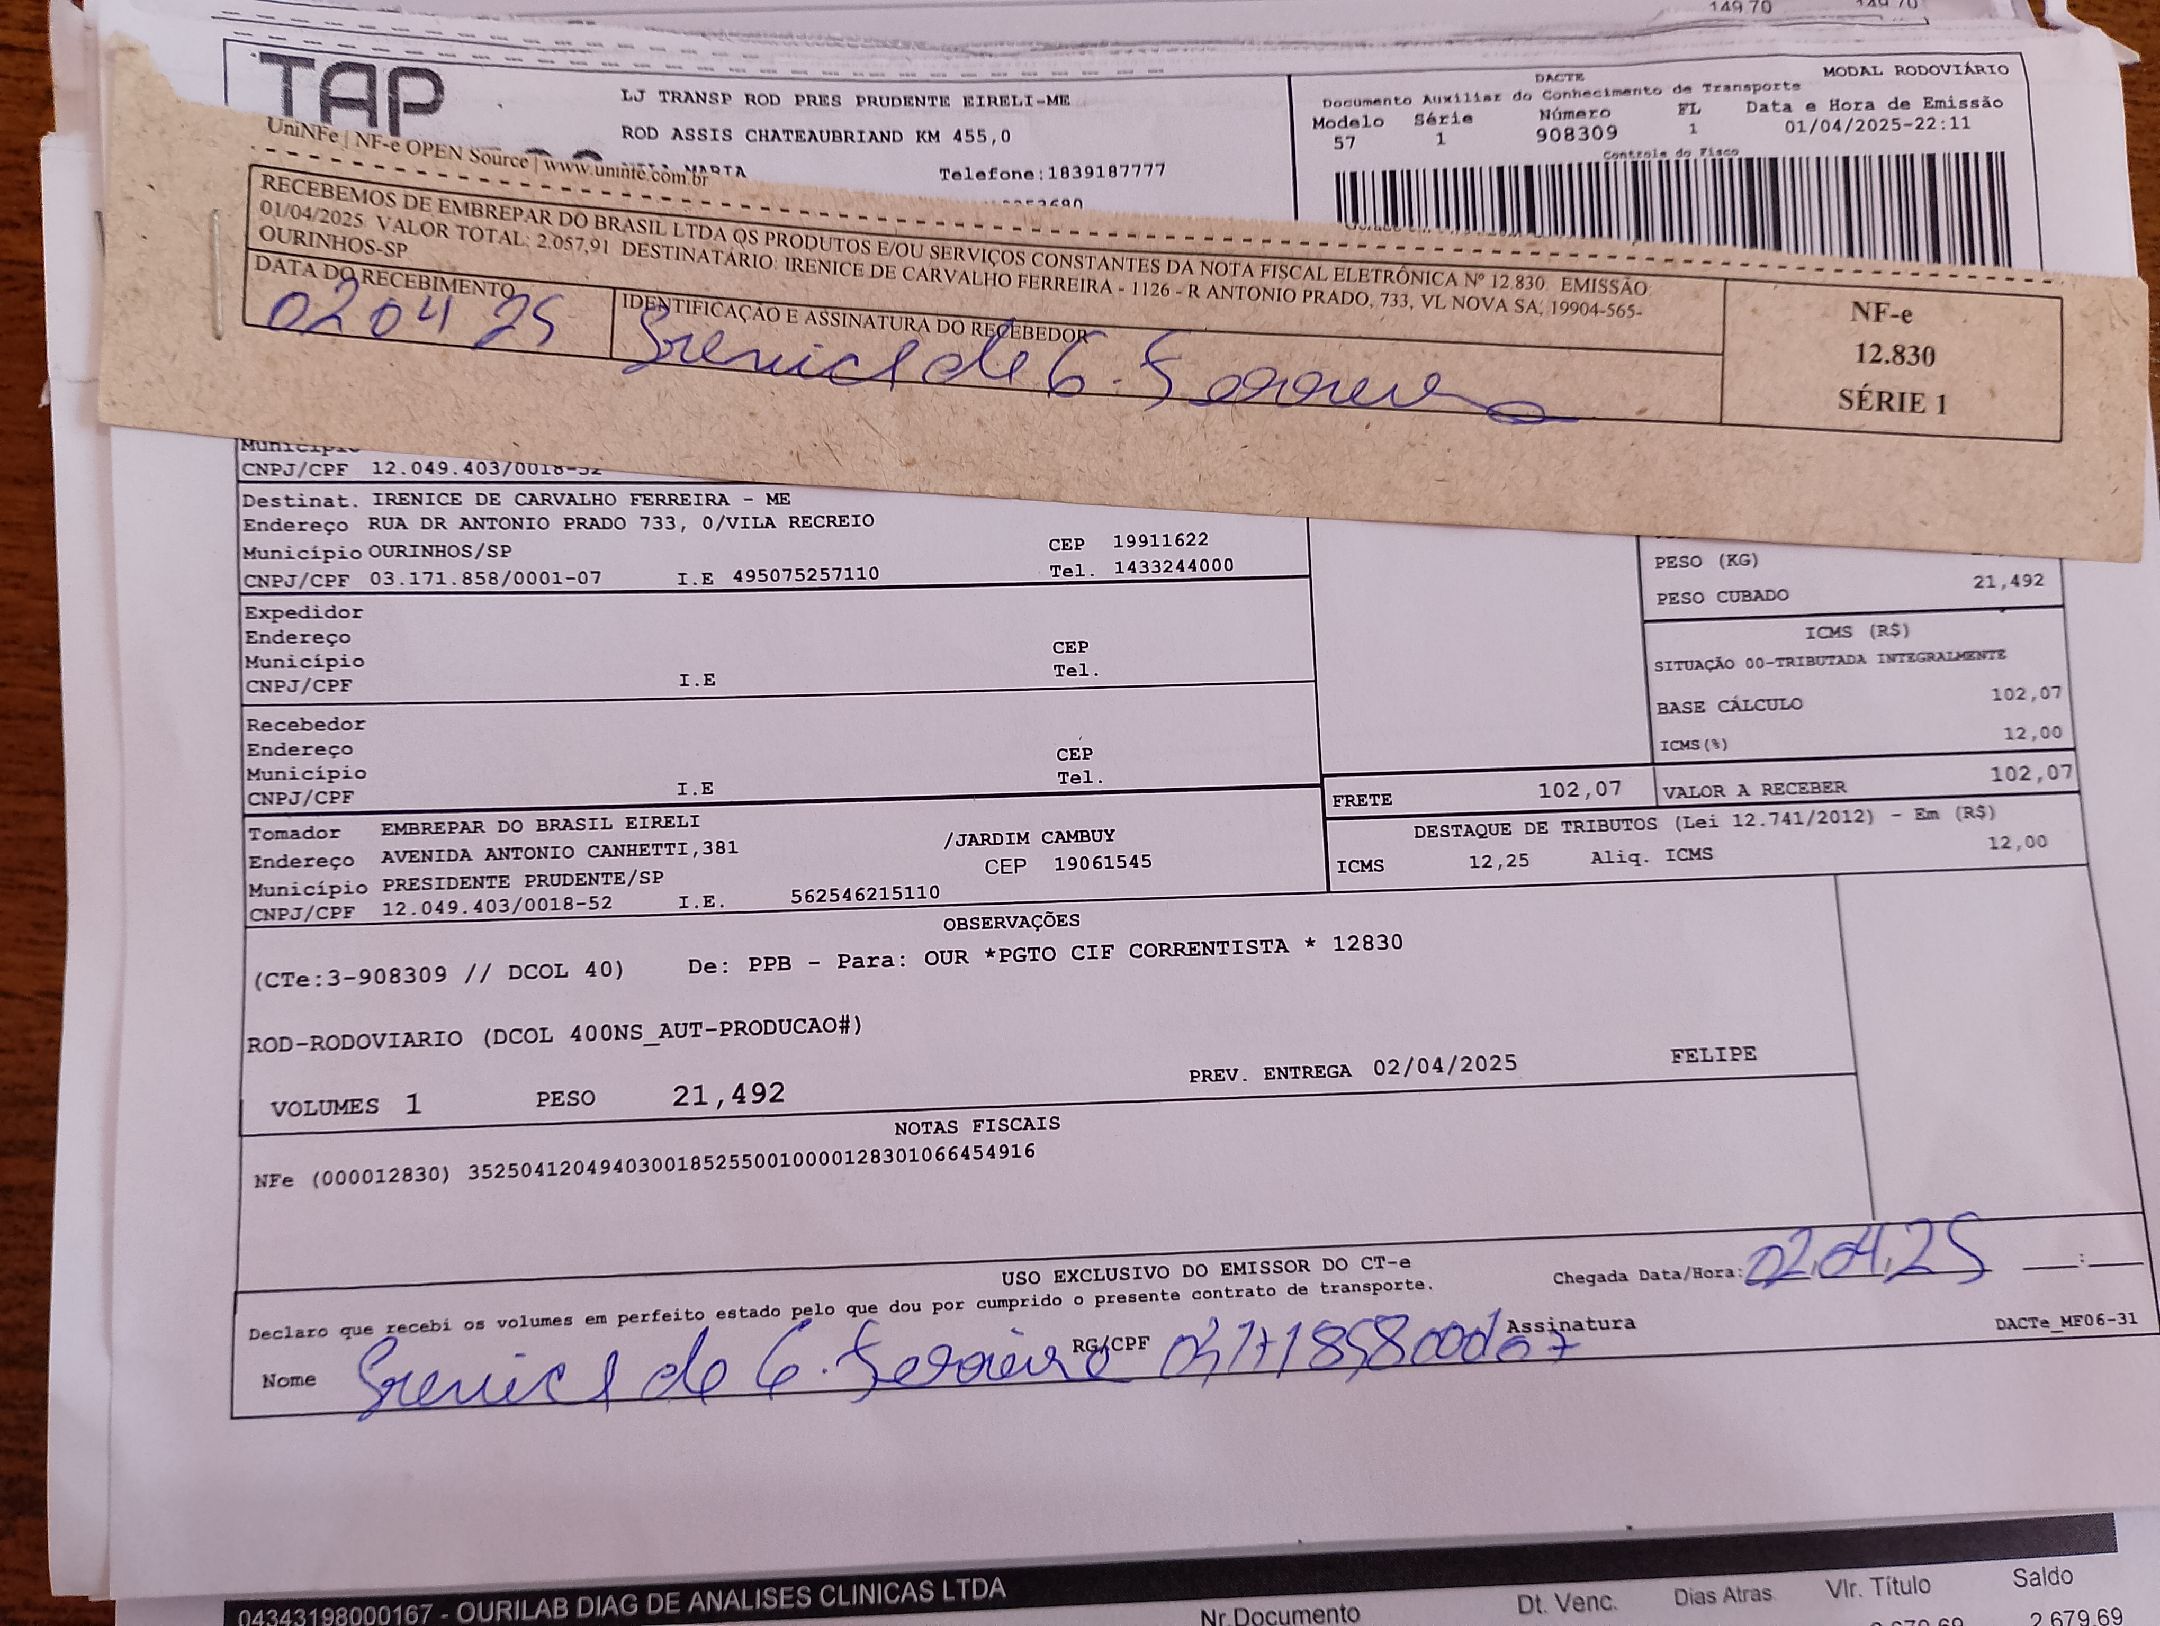 149,70 149,70
TAP
LJ TRANSP ROD PRES PRUDENTE EIRELI-ME
ROD ASSIS CHATEAUBRIAND KM 455,0
MARIA
Telefone:1839187777
DACTE
MODAL RODOVIÁRIO
Documento Auxiliar do Conhecimento de Transporte
Modelo Série Número FL Data e Hora de Emissão
57 1 908309 1 01/04/2025-22:11
Controle do Fisco
UniNFe | NF-e OPEN Source | www.uninfe.com.br
RECEBEMOS DE EMBREPAR DO BRASIL LTDA OS PRODUTOS E/OU SERVIÇOS CONSTANTES DA NOTA FISCAL ELETRÔNICA Nº 12.830 EMISSÃO:
01/04/2025 VALOR TOTAL: 2.057,91 DESTINATÁRIO: IRENICE DE CARVALHO FERREIRA - 1126 - R ANTONIO PRADO, 733, VL NOVA SA, 19904-565-
OURINHOS-SP
DATA DO RECEBIMENTO
02 04 25
IDENTIFICAÇÃO E ASSINATURA DO RECEBEDOR
Irenice de C. Ferreira
NF-e
12.830
SÉRIE 1
Município
CNPJ/CPF 12.049.403/0018-52
Destinat. IRENICE DE CARVALHO FERREIRA - ME
Endereço RUA DR ANTONIO PRADO 733, 0/VILA RECREIO
Município OURINHOS/SP CEP 19911622
CNPJ/CPF 03.171.858/0001-07 I.E 495075257110 Tel. 1433244000
PESO (KG)
21,492
PESO CUBADO
Expedidor
Endereço
Município CEP
CNPJ/CPF I.E Tel.
ICMS (R$)
SITUAÇÃO 00-TRIBUTADA INTEGRALMENTE
BASE CÁLCULO 102,07
ICMS(%) 12,00
Recebedor
Endereço
Município CEP
CNPJ/CPF I.E Tel.
FRETE 102,07 VALOR A RECEBER 102,07
DESTAQUE DE TRIBUTOS (Lei 12.741/2012) - Em (R$)
ICMS 12,25 Aliq. ICMS 12,00
Tomador EMBREPAR DO BRASIL EIRELI
Endereço AVENIDA ANTONIO CANHETTI,381 /JARDIM CAMBUY
Município PRESIDENTE PRUDENTE/SP CEP 19061545
CNPJ/CPF 12.049.403/0018-52 I.E. 562546215110
OBSERVAÇÕES
(CTe:3-908309 // DCOL 40) De: PPB - Para: OUR *PGTO CIF CORRENTISTA * 12830
ROD-RODOVIARIO (DCOL 400NS_AUT-PRODUCAO#)
VOLUMES 1 PESO 21,492 PREV. ENTREGA 02/04/2025 FELIPE
NOTAS FISCAIS
NFe (000012830) 35250412049403001852550010000128301066454916
USO EXCLUSIVO DO EMISSOR DO CT-e
Declaro que recebi os volumes em perfeito estado pelo que dou por cumprido o presente contrato de transporte.
Chegada Data/Hora: 02.04.25 ___:___
Nome Irenice de C. Ferreira RG/CPF Assinatura
DACTe_MF06-31
04343198000167 - OURILAB DIAG DE ANALISES CLINICAS LTDA
Nr.Documento Dt. Venc. Dias Atras. Vlr. Título Saldo
2.679,69